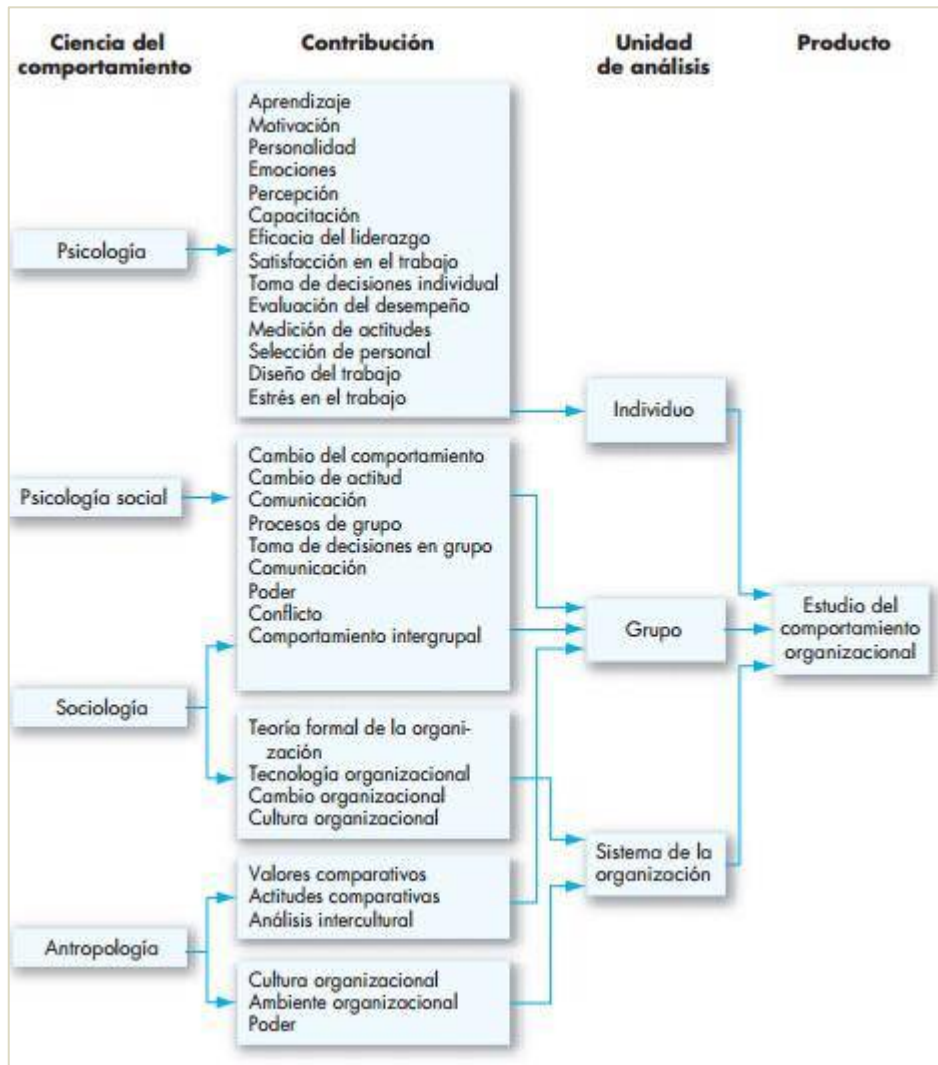 Ciencia del
comportamiento
Contribución
Unidad
de análisis
Producto
Psicología
Aprendizaje
Motivación
Personalidad
Emociones
Percepción
Capacitación
Eficacia del liderazgo
Satisfacción en el trabajo
Toma de decisiones individual
Evaluación del desempeño
Medición de actitudes
Selección de personal
Diseño del trabajo
Estrés en el trabajo
Individuo
Psicología social
Cambio del comportamiento
Cambio de actitud
Comunicación
Procesos de grupo
Toma de decisiones en grupo
Comunicación
Poder
Conflicto
Comportamiento intergrupal
Grupo
Estudio del
comportamiento
organizacional
Sociología
Teoría formal de la organi-
zación
Tecnología organizacional
Cambio organizacional
Cultura organizacional
Sistema de la
organización
Antropología
Valores comparativos
Actitudes comparativas
Análisis intercultural
Cultura organizacional
Ambiente organizacional
Poder